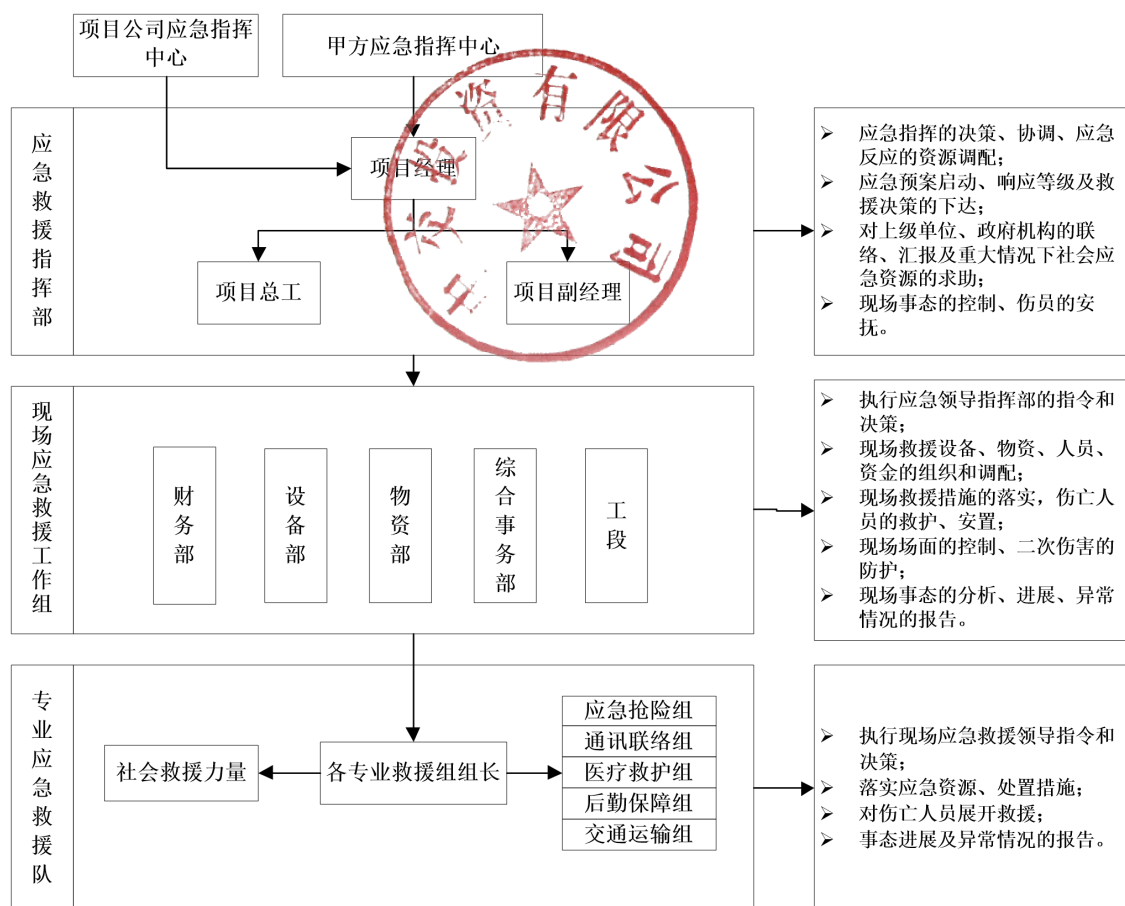 项目公司应急指挥
中心
甲方应急指挥中心
应急救援指挥部
项目经理
项目总工
项目副经理
➢ 应急指挥的决策、协调、应急
反应的资源调配；
➢ 应急预案启动、响应等级及救
援决策的下达；
➢ 对上级单位、政府机构的联
络、汇报及重大情况下社会应
急资源的求助；
➢ 现场事态的控制、伤员的安
抚。
投资有限公司
现场应急救援工作组
财务部
设备部
物资部
综合事务部
工段
➢ 执行应急领导指挥部的指令和
决策；
➢ 现场救援设备、物资、人员、
资金的组织和调配；
➢ 现场救援措施的落实，伤亡人
员的救护、安置；
➢ 现场场面的控制、二次伤害的
防护；
➢ 现场事态的分析、进展、异常
情况的报告。
专业应急救援队
社会救援力量
各专业救援组组长
应急抢险组
通讯联络组
医疗救护组
后勤保障组
交通运输组
➢ 执行现场应急救援领导指令和
决策；
➢ 落实应急资源、处置措施；
➢ 对伤亡人员展开救援；
➢ 事态进展及异常情况的报告。